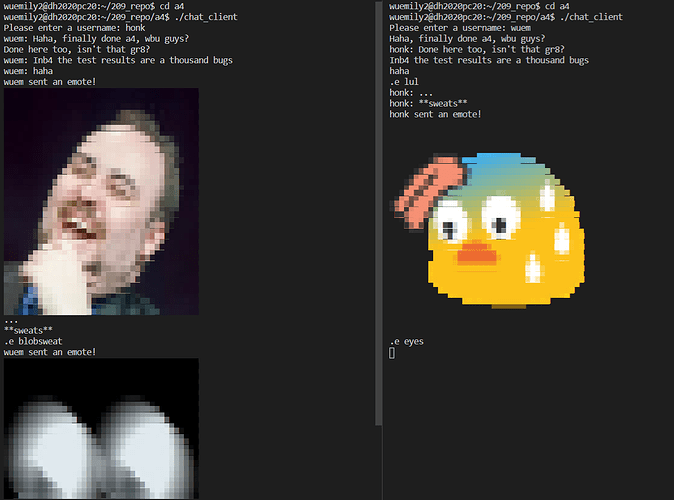 wuemily2@dh2020pc20:~/209_repo$ cd a4
wuemily2@dh2020pc20:~/209_repo/a4$ ./chat_client
Please enter a username: honk
wuem: Haha, finally done a4, wbu guys?
Done here too, isn't that gr8?
wuem: Inb4 the test results are a thousand bugs
wuem: haha
wuem sent an emote!
...
**sweats**
.e blobsweat
wuem sent an emote!
wuemily2@dh2020pc20:~/209_repo$ cd a4
wuemily2@dh2020pc20:~/209_repo/a4$ ./chat_client
Please enter a username: wuem
Haha, finally done a4, wbu guys?
honk: Done here too, isn't that gr8?
Inb4 the test results are a thousand bugs
haha
.e lul
honk: ...
honk: **sweats**
honk sent an emote!
.e eyes